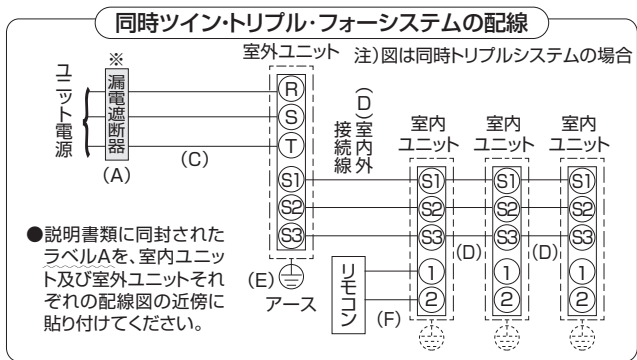 同時ツイン・トリプル・フォーシステムの配線
室外ユニット
注)図は同時トリプルシステムの場合
ユニット電源
※
漏電遮断器
(A)
(C)
R
S
T
S1
S2
S3
(E)
アース
(D)室内外
接続線
室内
ユニット
室内
ユニット
室内
ユニット
S1
S2
S3
1
2
S1
S2
S3
1
2
S1
S2
S3
1
2
(D)
(D)
リモコン
(F)
●説明書類に同封された
ラベルAを、室内ユニッ
ト及び室外ユニットそれ
ぞれの配線図の近傍に
貼り付けてください。